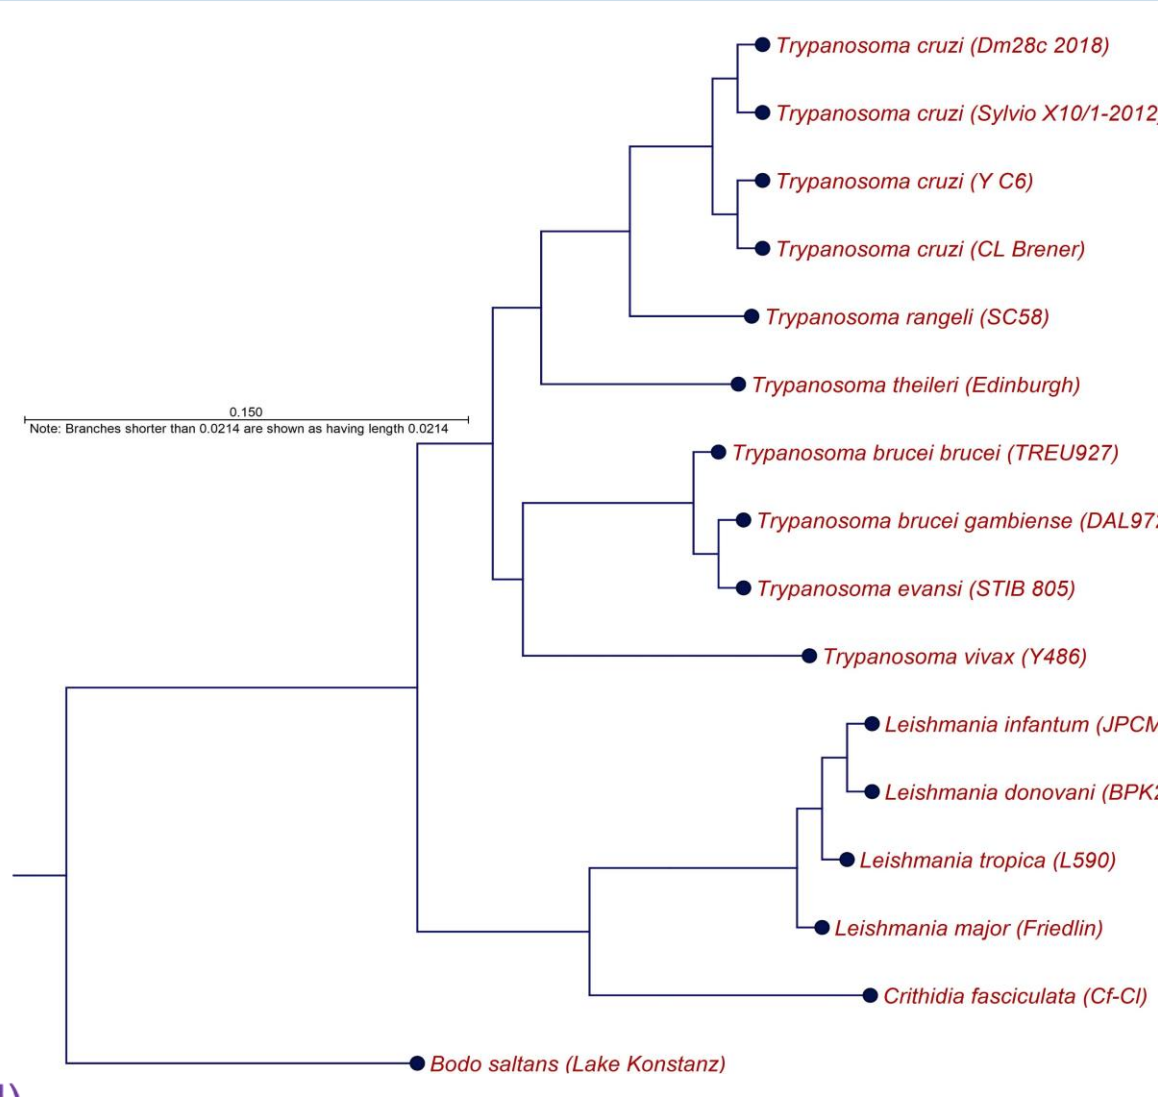 Trypanosoma cruzi (Dm28c 2018)
Trypanosoma cruzi (Sylvio X10/1-2012
Trypanosoma cruzi (Y C6)
Trypanosoma cruzi (CL Brener)
Trypanosoma rangeli (SC58)
Trypanosoma theileri (Edinburgh)
0.150
Note: Branches shorter than 0.0214 are shown as having length 0.0214
Trypanosoma brucei brucei (TREU927)
Trypanosoma brucei gambiense (DAL972
Trypanosoma evansi (STIB 805)
Trypanosoma vivax (Y486)
Leishmania infantum (JPCM
Leishmania donovani (BPK2
Leishmania tropica (L590)
Leishmania major (Friedlin)
Crithidia fasciculata (Cf-Cl)
Bodo saltans (Lake Konstanz)